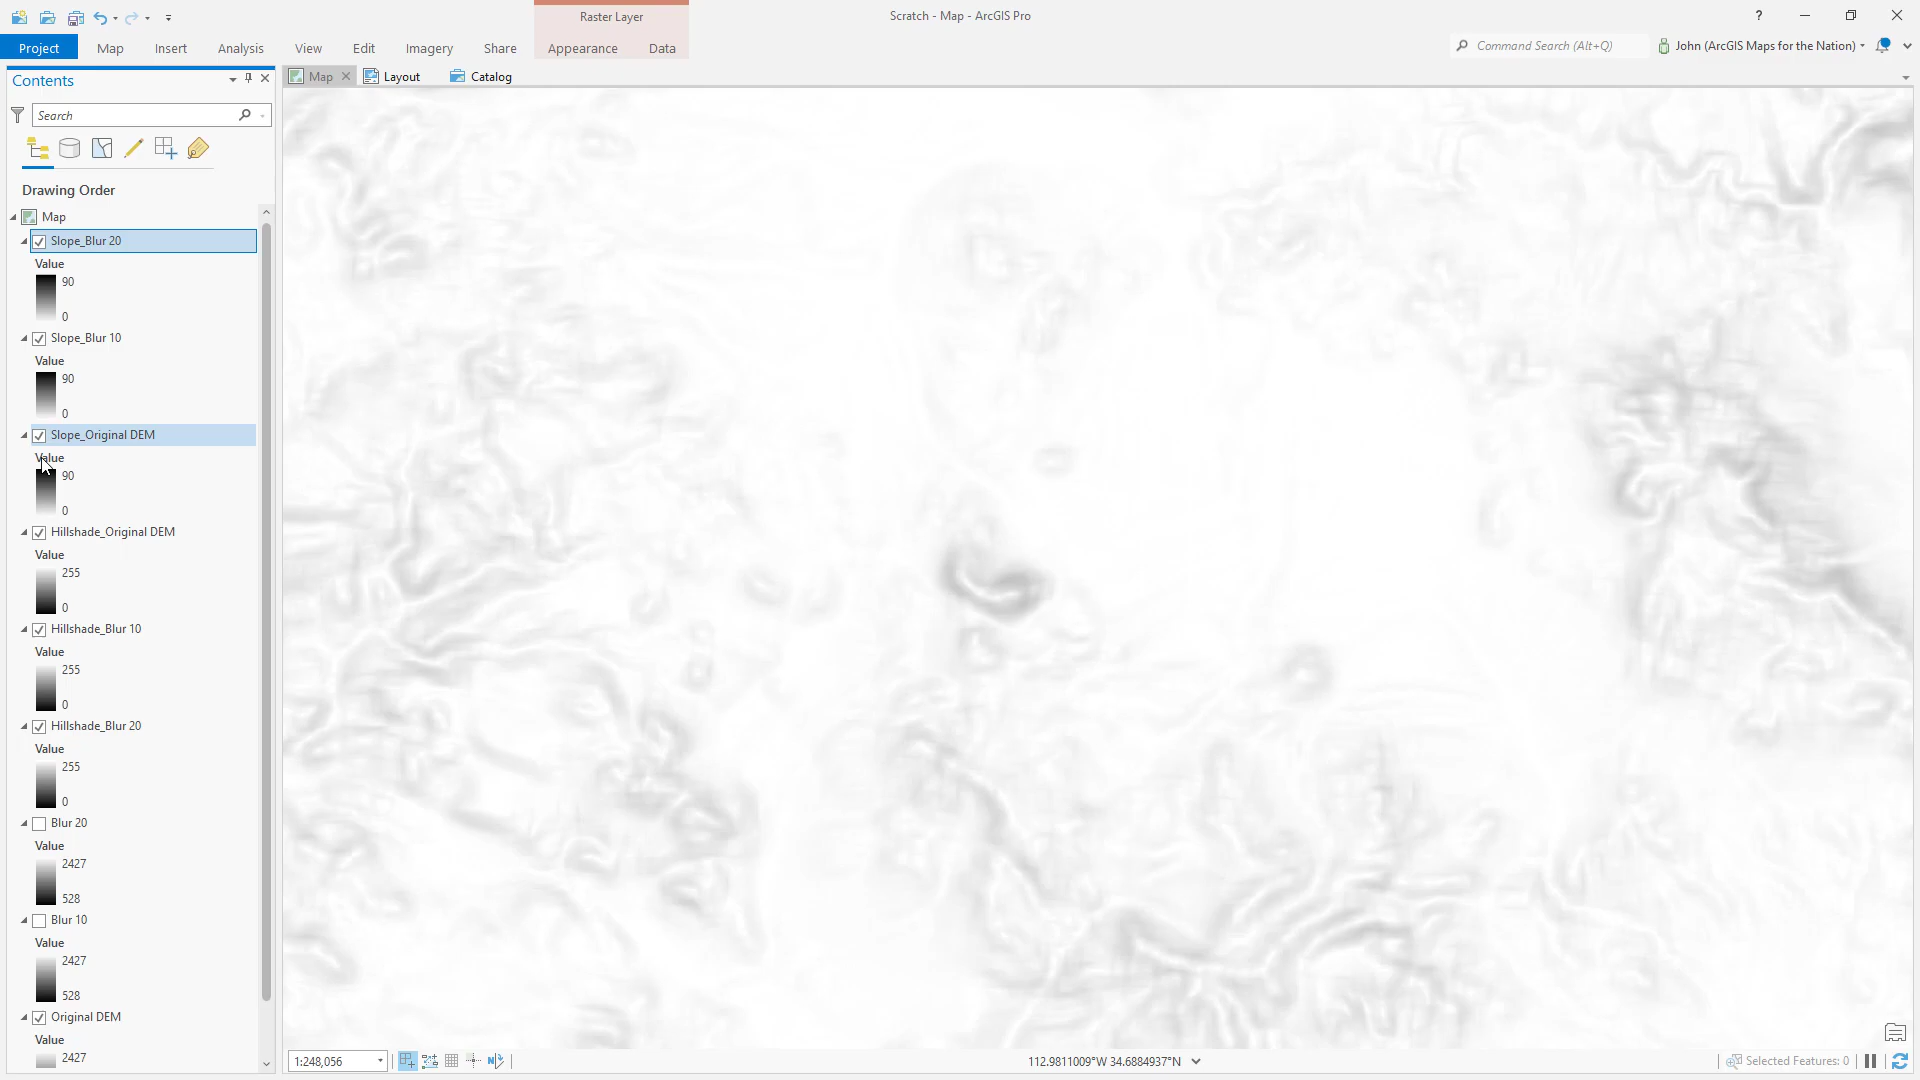 Raster Layer
Scratch - Map - ArcGIS Pro
?
Project
Map
Insert
Analysis
View
Edit
Imagery
Share
Appearance
Data
Command Search (Alt+Q)
John (ArcGIS Maps for the Nation)
Contents
Map
Layout
Catalog
Search
Drawing Order
Map
Slope_Blur 20
Value
90
0
Slope_Blur 10
Value
90
0
Slope_Original DEM
Value
90
0
Hillshade_Original DEM
Value
255
0
Hillshade_Blur 10
Value
255
0
Hillshade_Blur 20
Value
255
0
Blur 20
Value
2427
528
Blur 10
Value
2427
528
Original DEM
Value
2427
1:248,056
112.9811009°W 34.6884937°N
Selected Features: 0